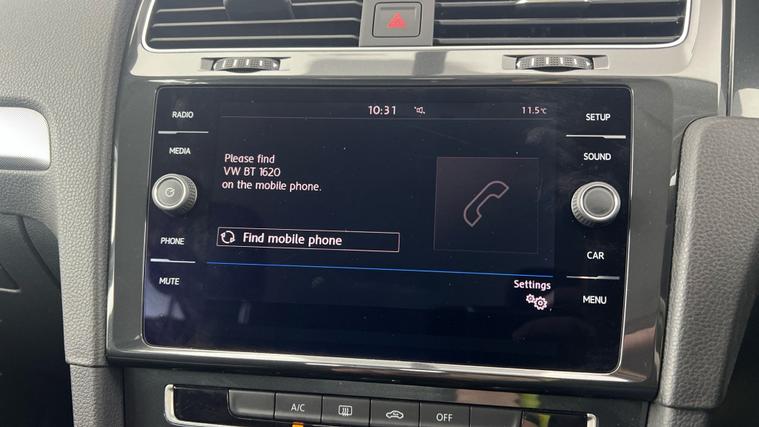 RADIO
MEDIA
PHONE
MUTE
10:31
11.5°C
Please find
VW BT 1620
on the mobile phone.
Find mobile phone
Settings
SETUP
SOUND
CAR
MENU
A/C
OFF